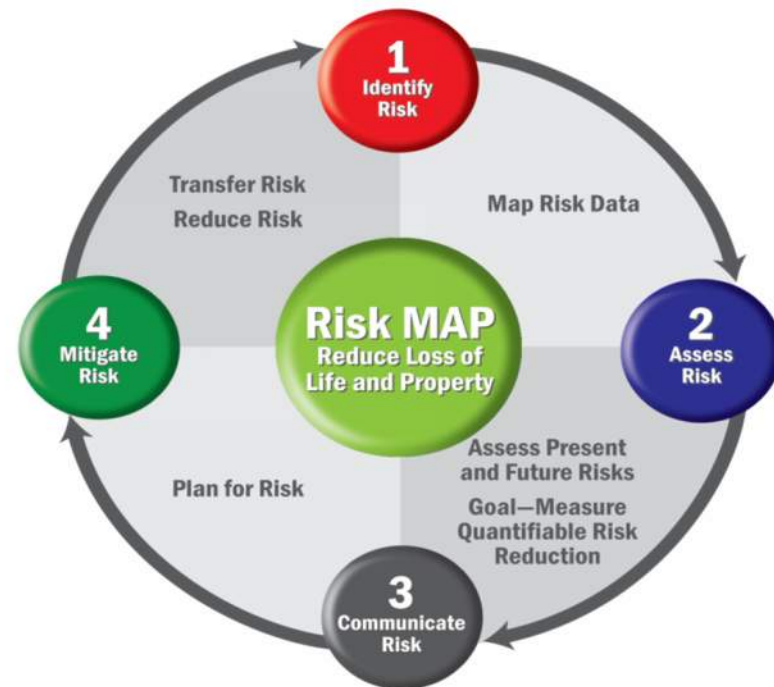 1
Identify
Risk
Transfer Risk
Reduce Risk
Map Risk Data
4
Mitigate
Risk
Risk MAP
Reduce Loss of
Life and Property
2
Assess
Risk
Plan for Risk
Assess Present
and Future Risks
Goal—Measure
Quantifiable Risk
Reduction
3
Communicate
Risk